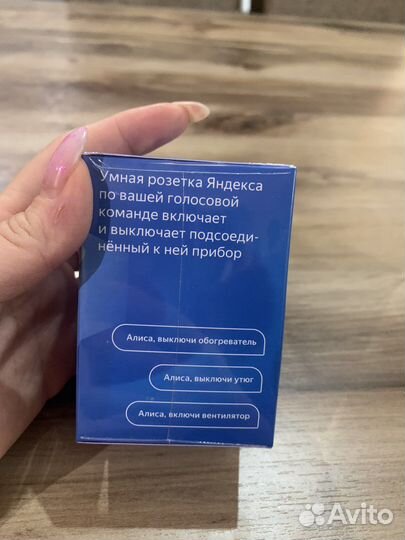 Умная розетка Яндекса
по вашей голосовой
команде включает
и выключает подсоеди-
нённый к ней прибор
Алиса, выключи обогреватель
Алиса, выключи утюг
Алиса, включи вентилятор
Avito